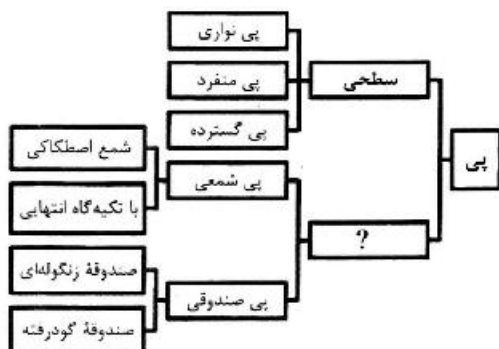 پی
سطحی
پی نواری
پی منفرد
پی گسترده
?
پی شمعی
شمع اصطکاکی
با تکیه‌گاه انتهایی
پی صندوقی
صندوقهٔ زنگوله‌ای
صندوقهٔ گودرفته